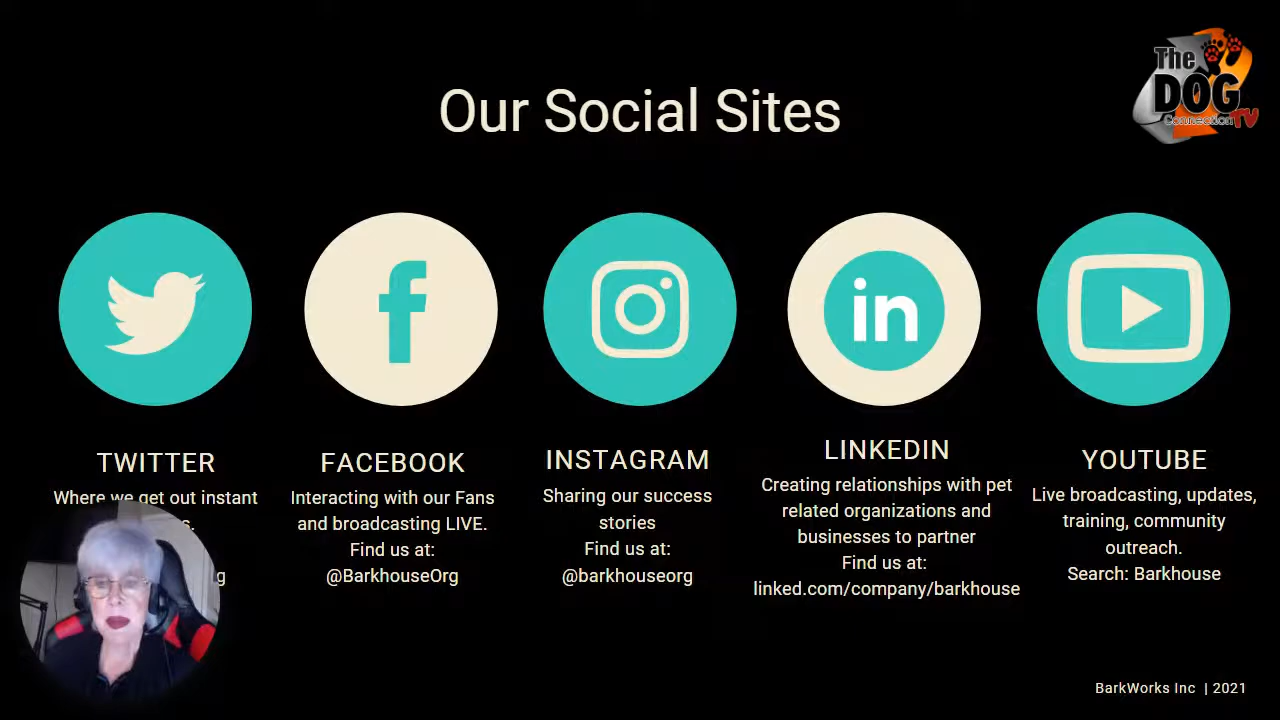 The
DOG
Connection TV
Our Social Sites
in
TWITTER
Where we get out instant
FACEBOOK
Interacting with our Fans
and broadcasting LIVE.
Find us at:
@BarkhouseOrg
INSTAGRAM
Sharing our success
stories
Find us at:
@barkhouseorg
LINKEDIN
Creating relationships with pet
related organizations and
businesses to partner
Find us at:
linked.com/company/barkhouse
YOUTUBE
Live broadcasting, updates,
training, community
outreach.
Search: Barkhouse
BarkWorks Inc | 2021